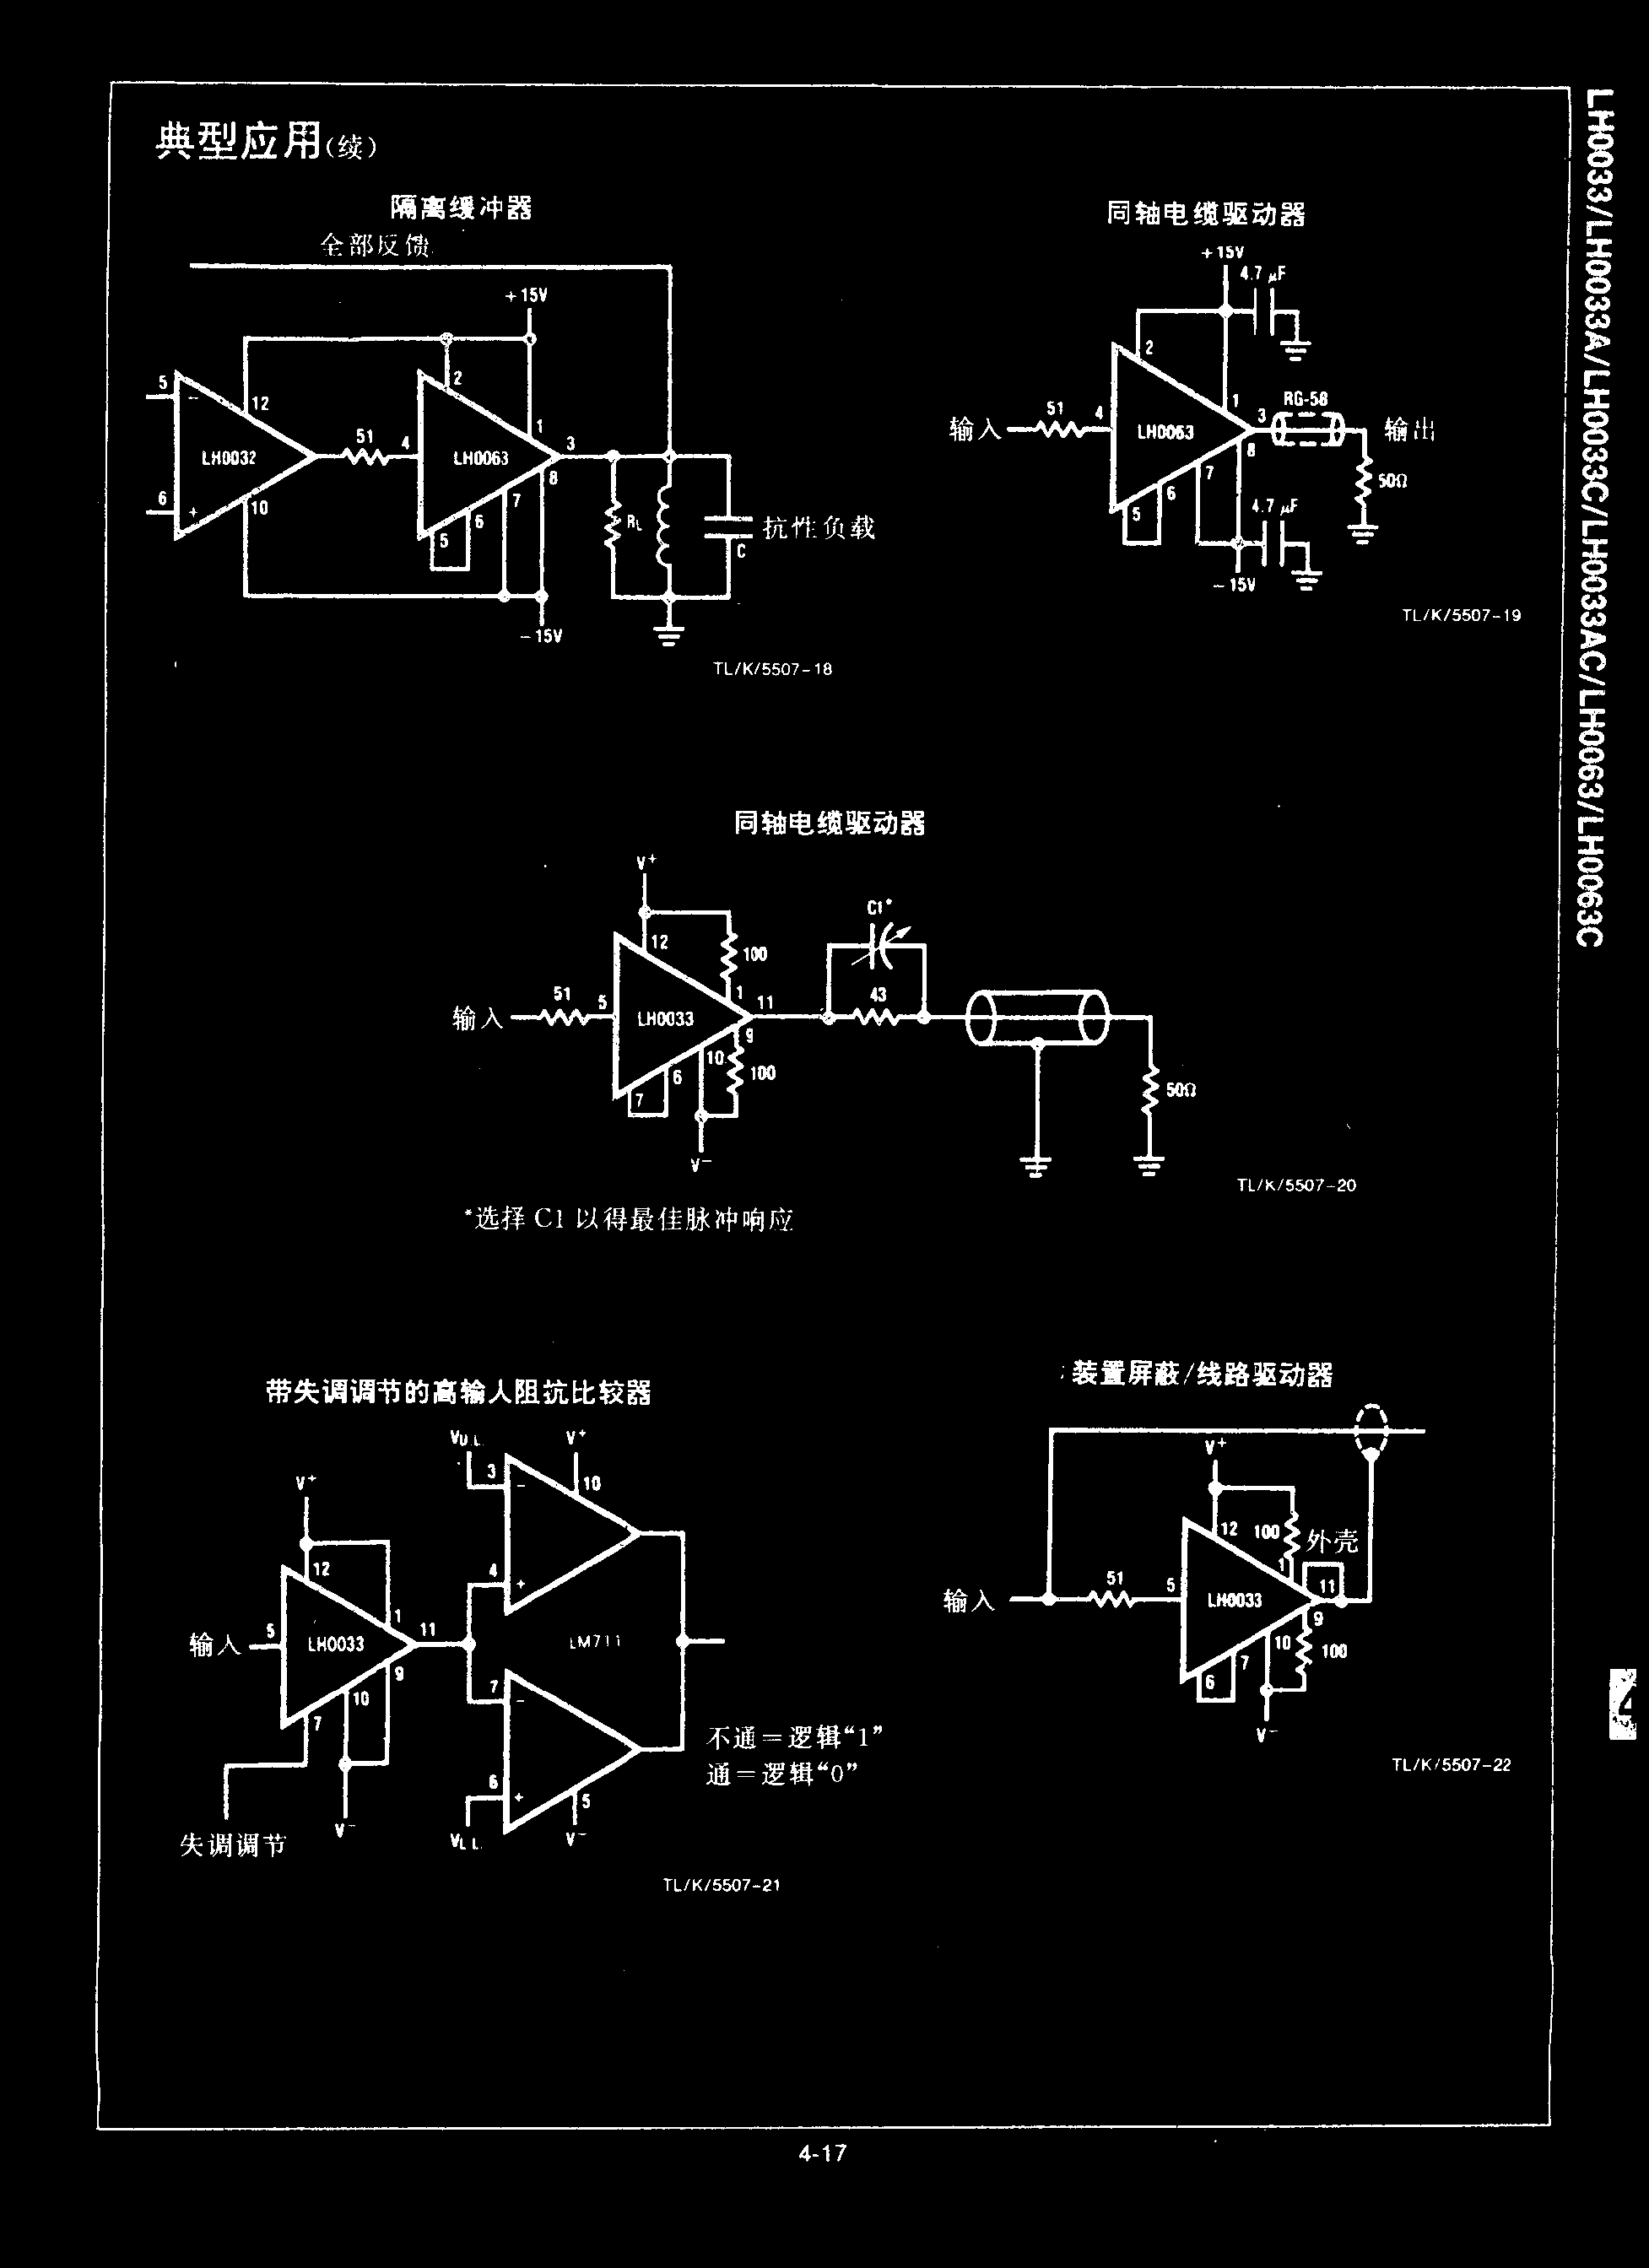 典型应用(续)
隔离缓冲器
全部反馈
+15V
5
-
12
2
1
LH0032
51
4
LH0063
3
8
6
+
10
7
6
5
RL
C
抗性负载
-15V
TL/K/5507-18
同轴电缆驱动器
+15V
4.7 μF
2
1
输入
51
4
LH0063
3
RG-58
输出
8
7
6
5
50Ω
4.7 μF
-15V
TL/K/5507-19
同轴电缆驱动器
V+
C1*
12
100
1
输入
51
5
LH0033
11
43
9
10
100
6
7
50Ω
V-
TL/K/5507-20
*选择 C1 以得最佳脉冲响应
带失调调节的高输人阻抗比较器
VU.L.
V+
3
-
10
V+
12
4
+
1
输入
5
LH0033
11
LM711
9
10
7
7
-
不通=逻辑“1”
通=逻辑“0”
6
+
5
失调调节
V-
VL.L.
V-
TL/K/5507-21
装置屏蔽/线路驱动器
V+
12
100
外壳
1
输入
51
5
LH0033
11
9
10
100
7
6
V-
TL/K/5507-22
LH0033/LH0033A/LH0033C/LH0033AC/LH0063/LH0063C
4
4-17